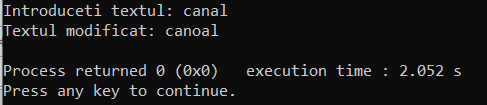 Introduceti textul: canal
Textul modificat: canoal
Process returned 0 (0x0)   execution time : 2.052 s
Press any key to continue.